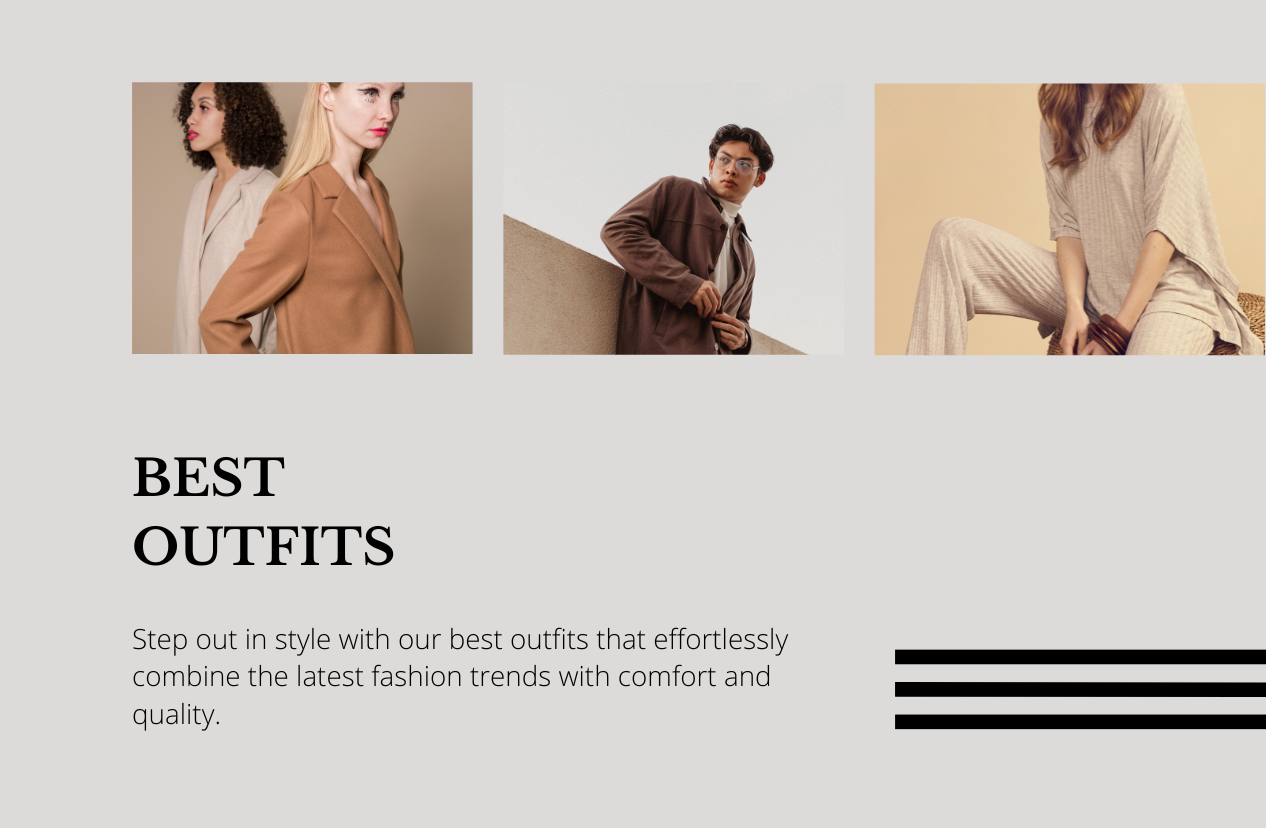 BEST
OUTFITS
Step out in style with our best outfits that effortlessly
combine the latest fashion trends with comfort and
quality.